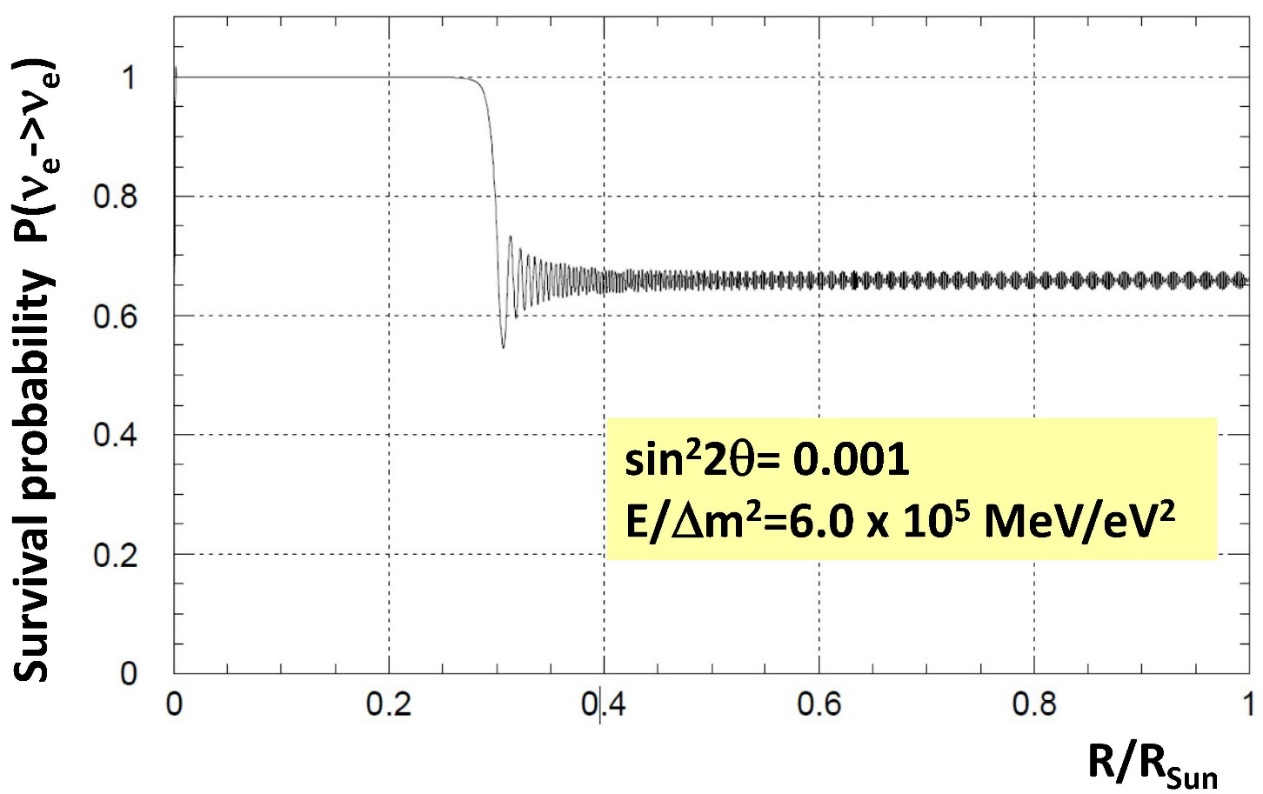 Survival probability P(νₑ->νₑ)
1
0.8
0.6
0.4
0.2
0
sin²2θ= 0.001
E/Δm²=6.0 x 10⁵ MeV/eV²
0 0.2 0.4 0.6 0.8 1
R/R_Sun